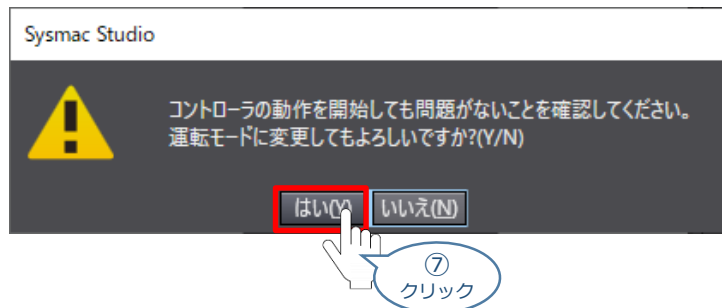 Sysmac Studio
コントローラの動作を開始しても問題がないことを確認してください。
運転モードに変更してもよろしいですか?(Y/N)
はい(Y) いいえ(N)
⑦
クリック